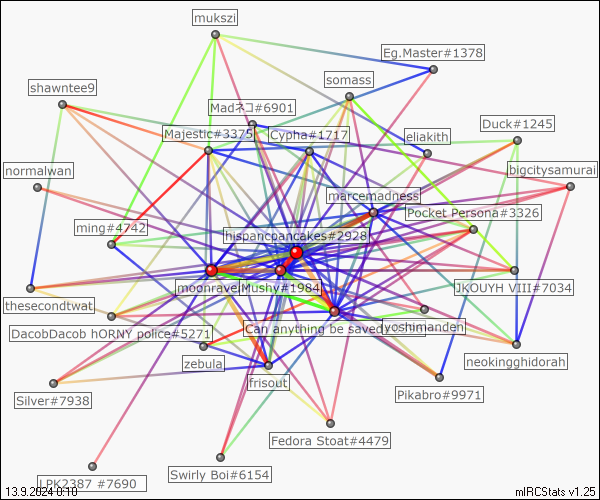 mukszi
Eg.Master#1378
somass
shawntee9
Madネコ#6901
Duck#1245
Majestic#3375
Cypha#1717
eliakith
bigcitysamurai
normalwan
marcemadness
Pocket Persona#3326
ming#4742
hispancpancakes#2928
moonravel
Mushy#1984
JKOUYH VIII#7034
thesecondtwat
DacobDacob hORNY police#5271
Can anything be saved
yoshimanden
zebula
neokingghidorah
frisout
Pikabro#9971
Silver#7938
Fedora Stoat#4479
Swirly Boi#6154
LPK2387 #7690
13.9.2024 0:10
mIRCStats v1.25